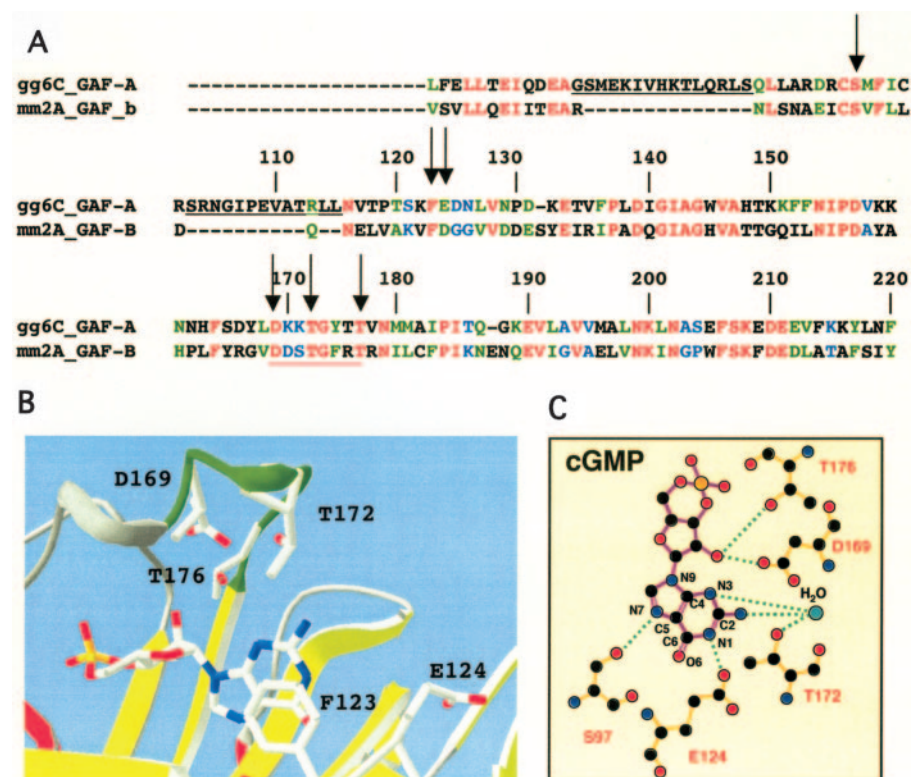 A
gg6C_GAF-A --------------------LFELLTEIQDEAGSMEKIVHKTLQRLSQLLARDRCSMFIC
mm2A_GAF_b --------------------VSVLLQEIITEAR--------------NLSNAEICSVFLL
110 120 130 140 150
gg6C_GAF-A RSRNGIPEVATRLLNVTPTSKFEDNLVNPD-KETVFPLDIGIAGWVAHTKKFFNIPDVKK
mm2A_GAF-B D----------Q--NELVAKVFDGGVVDDESYEIRIPADQGIAGHVATTGQILNIPDAYA
170 180 190 200 210 220
gg6C_GAF-A NNHFSDYLDKKTGYTTVNMMAIPITQ-GKEVLAVVMALNKLNASEFSKEDEEVFKKYLNF
mm2A_GAF-B HPLFYRGVDDSTGFRTRNILCFPIKNENQEVIGVAELVNKINGPWFSKFDEDLATAFSIY
B
D169
T172
T176
E124
F123
C
cGMP
T176
D169
H2O
N9
N3
C4
N7
C2
C5
C6
N1
O6
T172
S97
E124